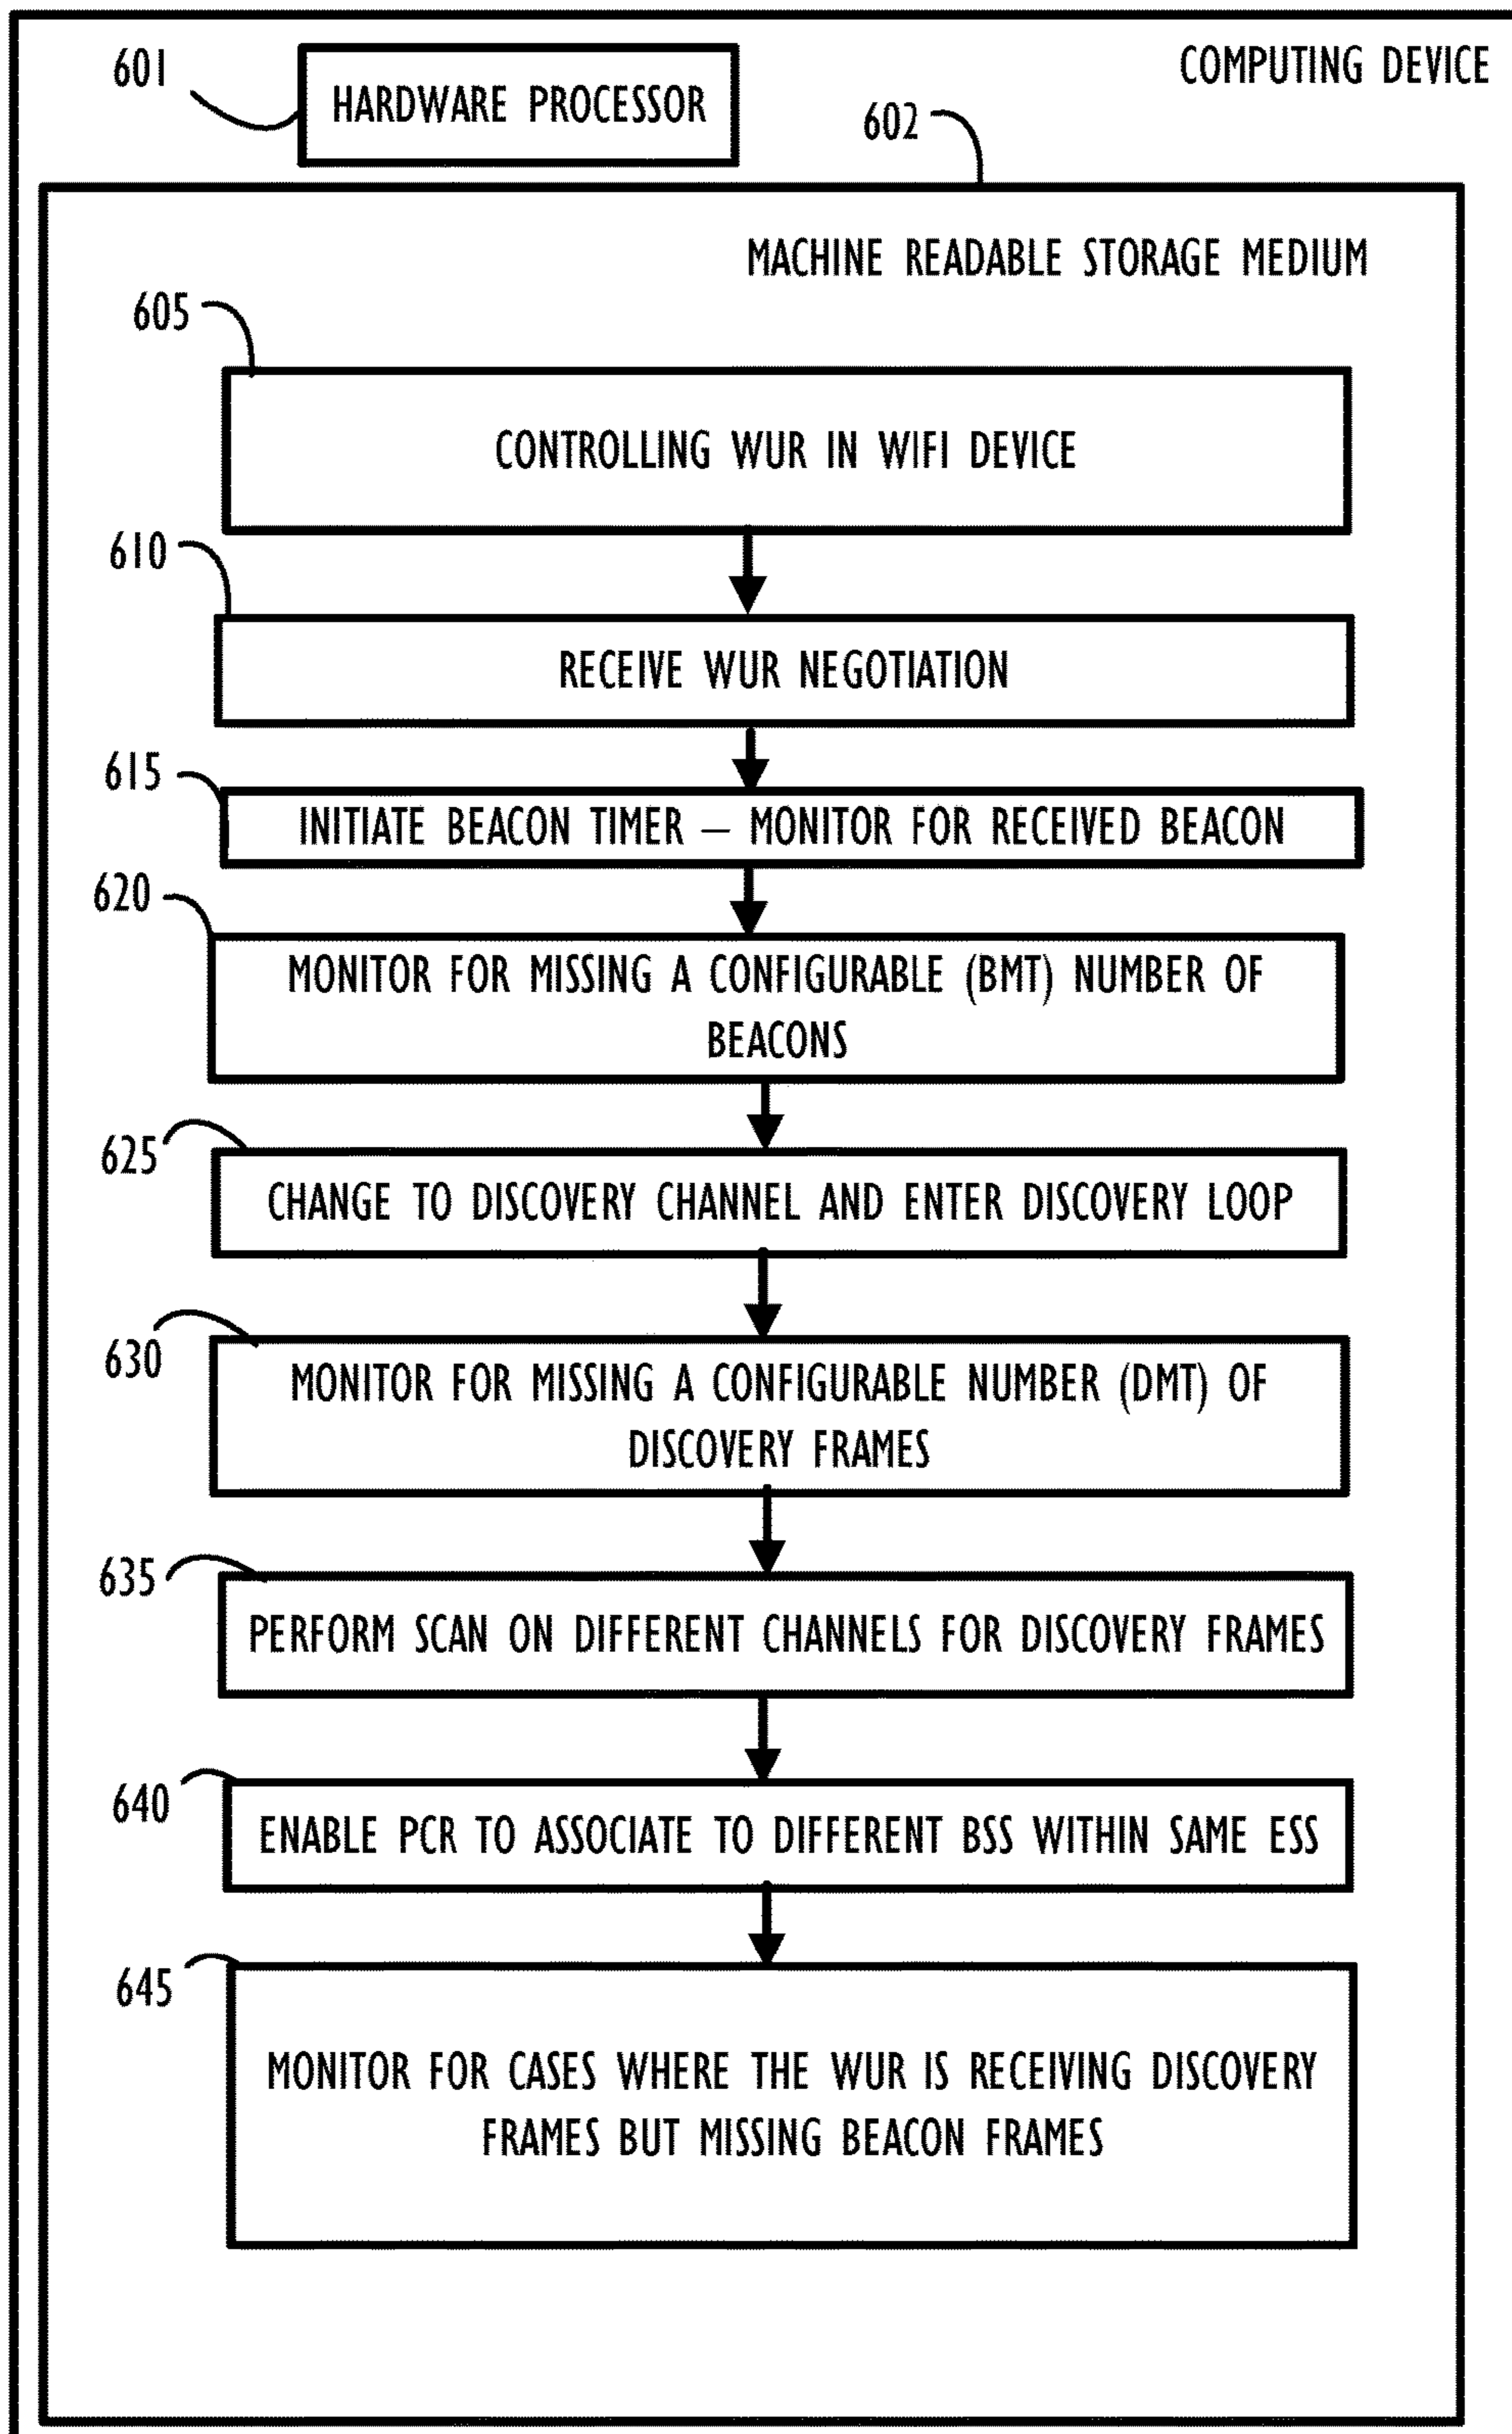 COMPUTING DEVICE
601
HARDWARE PROCESSOR
602
MACHINE READABLE STORAGE MEDIUM
605
CONTROLLING WUR IN WIFI DEVICE
610
RECEIVE WUR NEGOTIATION
615
INITIATE BEACON TIMER – MONITOR FOR RECEIVED BEACON
620
MONITOR FOR MISSING A CONFIGURABLE (BMT) NUMBER OF
BEACONS
625
CHANGE TO DISCOVERY CHANNEL AND ENTER DISCOVERY LOOP
630
MONITOR FOR MISSING A CONFIGURABLE NUMBER (DMT) OF
DISCOVERY FRAMES
635
PERFORM SCAN ON DIFFERENT CHANNELS FOR DISCOVERY FRAMES
640
ENABLE PCR TO ASSOCIATE TO DIFFERENT BSS WITHIN SAME ESS
645
MONITOR FOR CASES WHERE THE WUR IS RECEIVING DISCOVERY
FRAMES BUT MISSING BEACON FRAMES